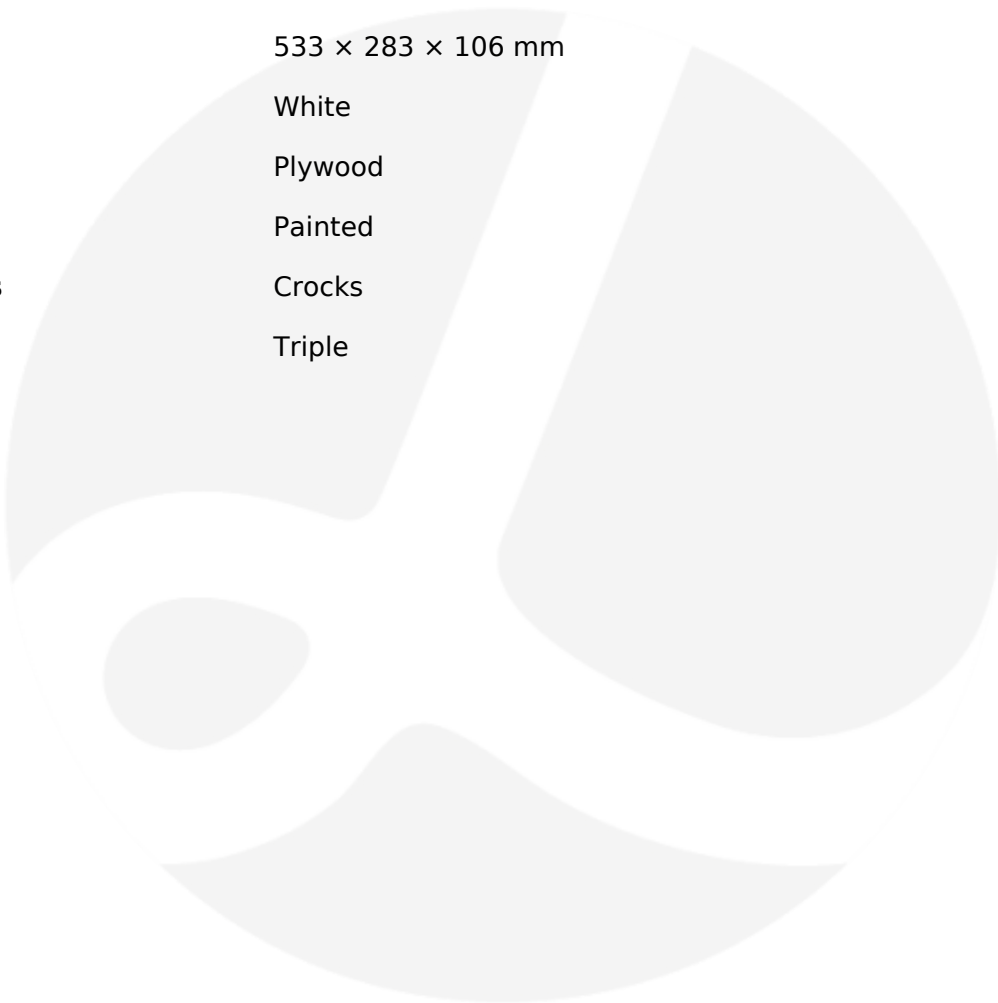 533 × 283 × 106 mm
White
Plywood
Painted
Crocks
Triple